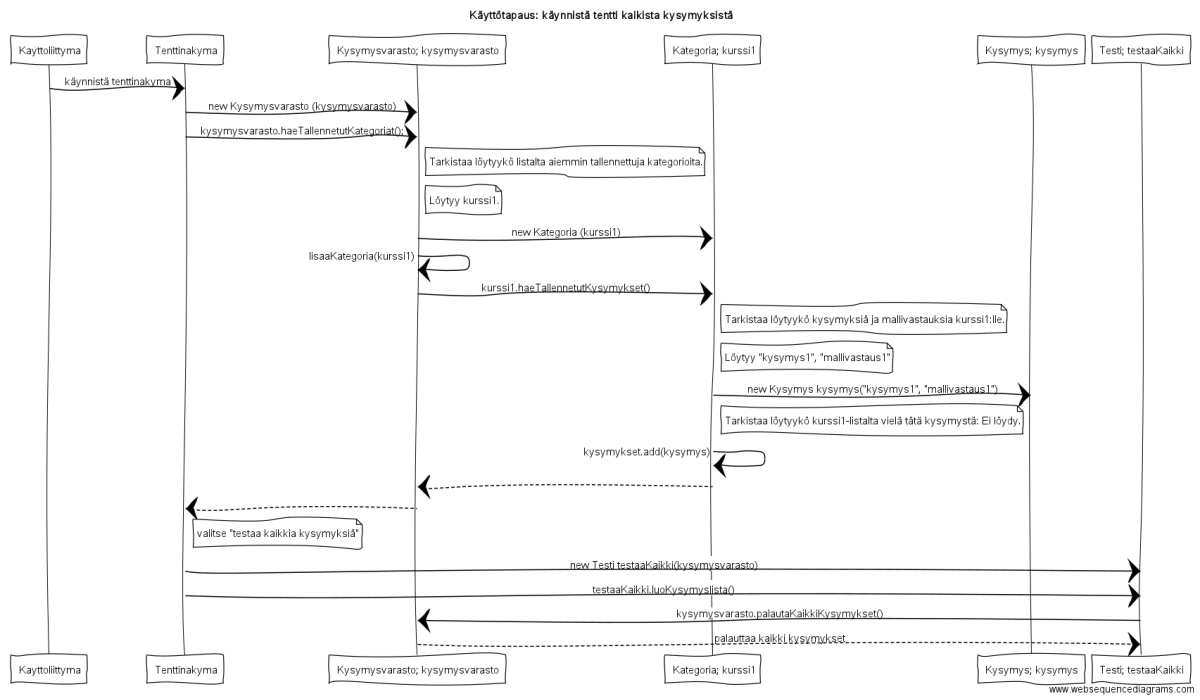 Käyttötapaus: käynnistä tentti kaikista kysymyksistä
Kayttoliittyma
Tenttinakyma
Kysymysvarasto; kysymysvarasto
Kategoria; kurssi1
Kysymys; kysymys
Testi; testaaKaikki
käynnistä tenttinakyma
new Kysymysvarasto (kysymysvarasto)
kysymysvarasto.haeTallennetutKategoriat();
Tarkistaa löytyykö listalta aiemmin tallennettuja kategorioita.
Löytyy kurssi1.
new Kategoria (kurssi1)
lisaaKategoria(kurssi1)
kurssi1.haeTallennetutKysymykset()
Tarkistaa löytyykö kysymyksiä ja mallivastauksia kurssi1:lle.
Löytyy "kysymys1", "mallivastaus1"
new Kysymys kysymys("kysymys1", "mallivastaus1")
Tarkistaa löytyykö kurssi1-listalta vielä tätä kysymystä: Ei löydy.
kysymykset.add(kysymys)
valitse "testaa kaikkia kysymyksiä"
new Testi testaaKaikki(kysymysvarasto)
testaaKaikki.luoKysymyslista()
kysymysvarasto.palautaKaikkiKysymykset()
palauttaa kaikki kysymykset
Kayttoliittyma
Tenttinakyma
Kysymysvarasto; kysymysvarasto
Kategoria; kurssi1
Kysymys; kysymys
Testi; testaaKaikki
www.websequencediagrams.com